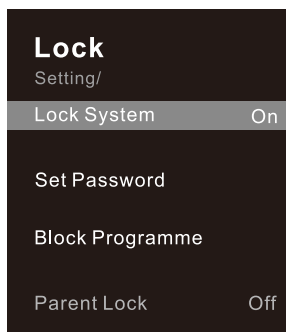 Lock
Setting/
Lock System On
Set Password
Block Programme
Parent Lock Off